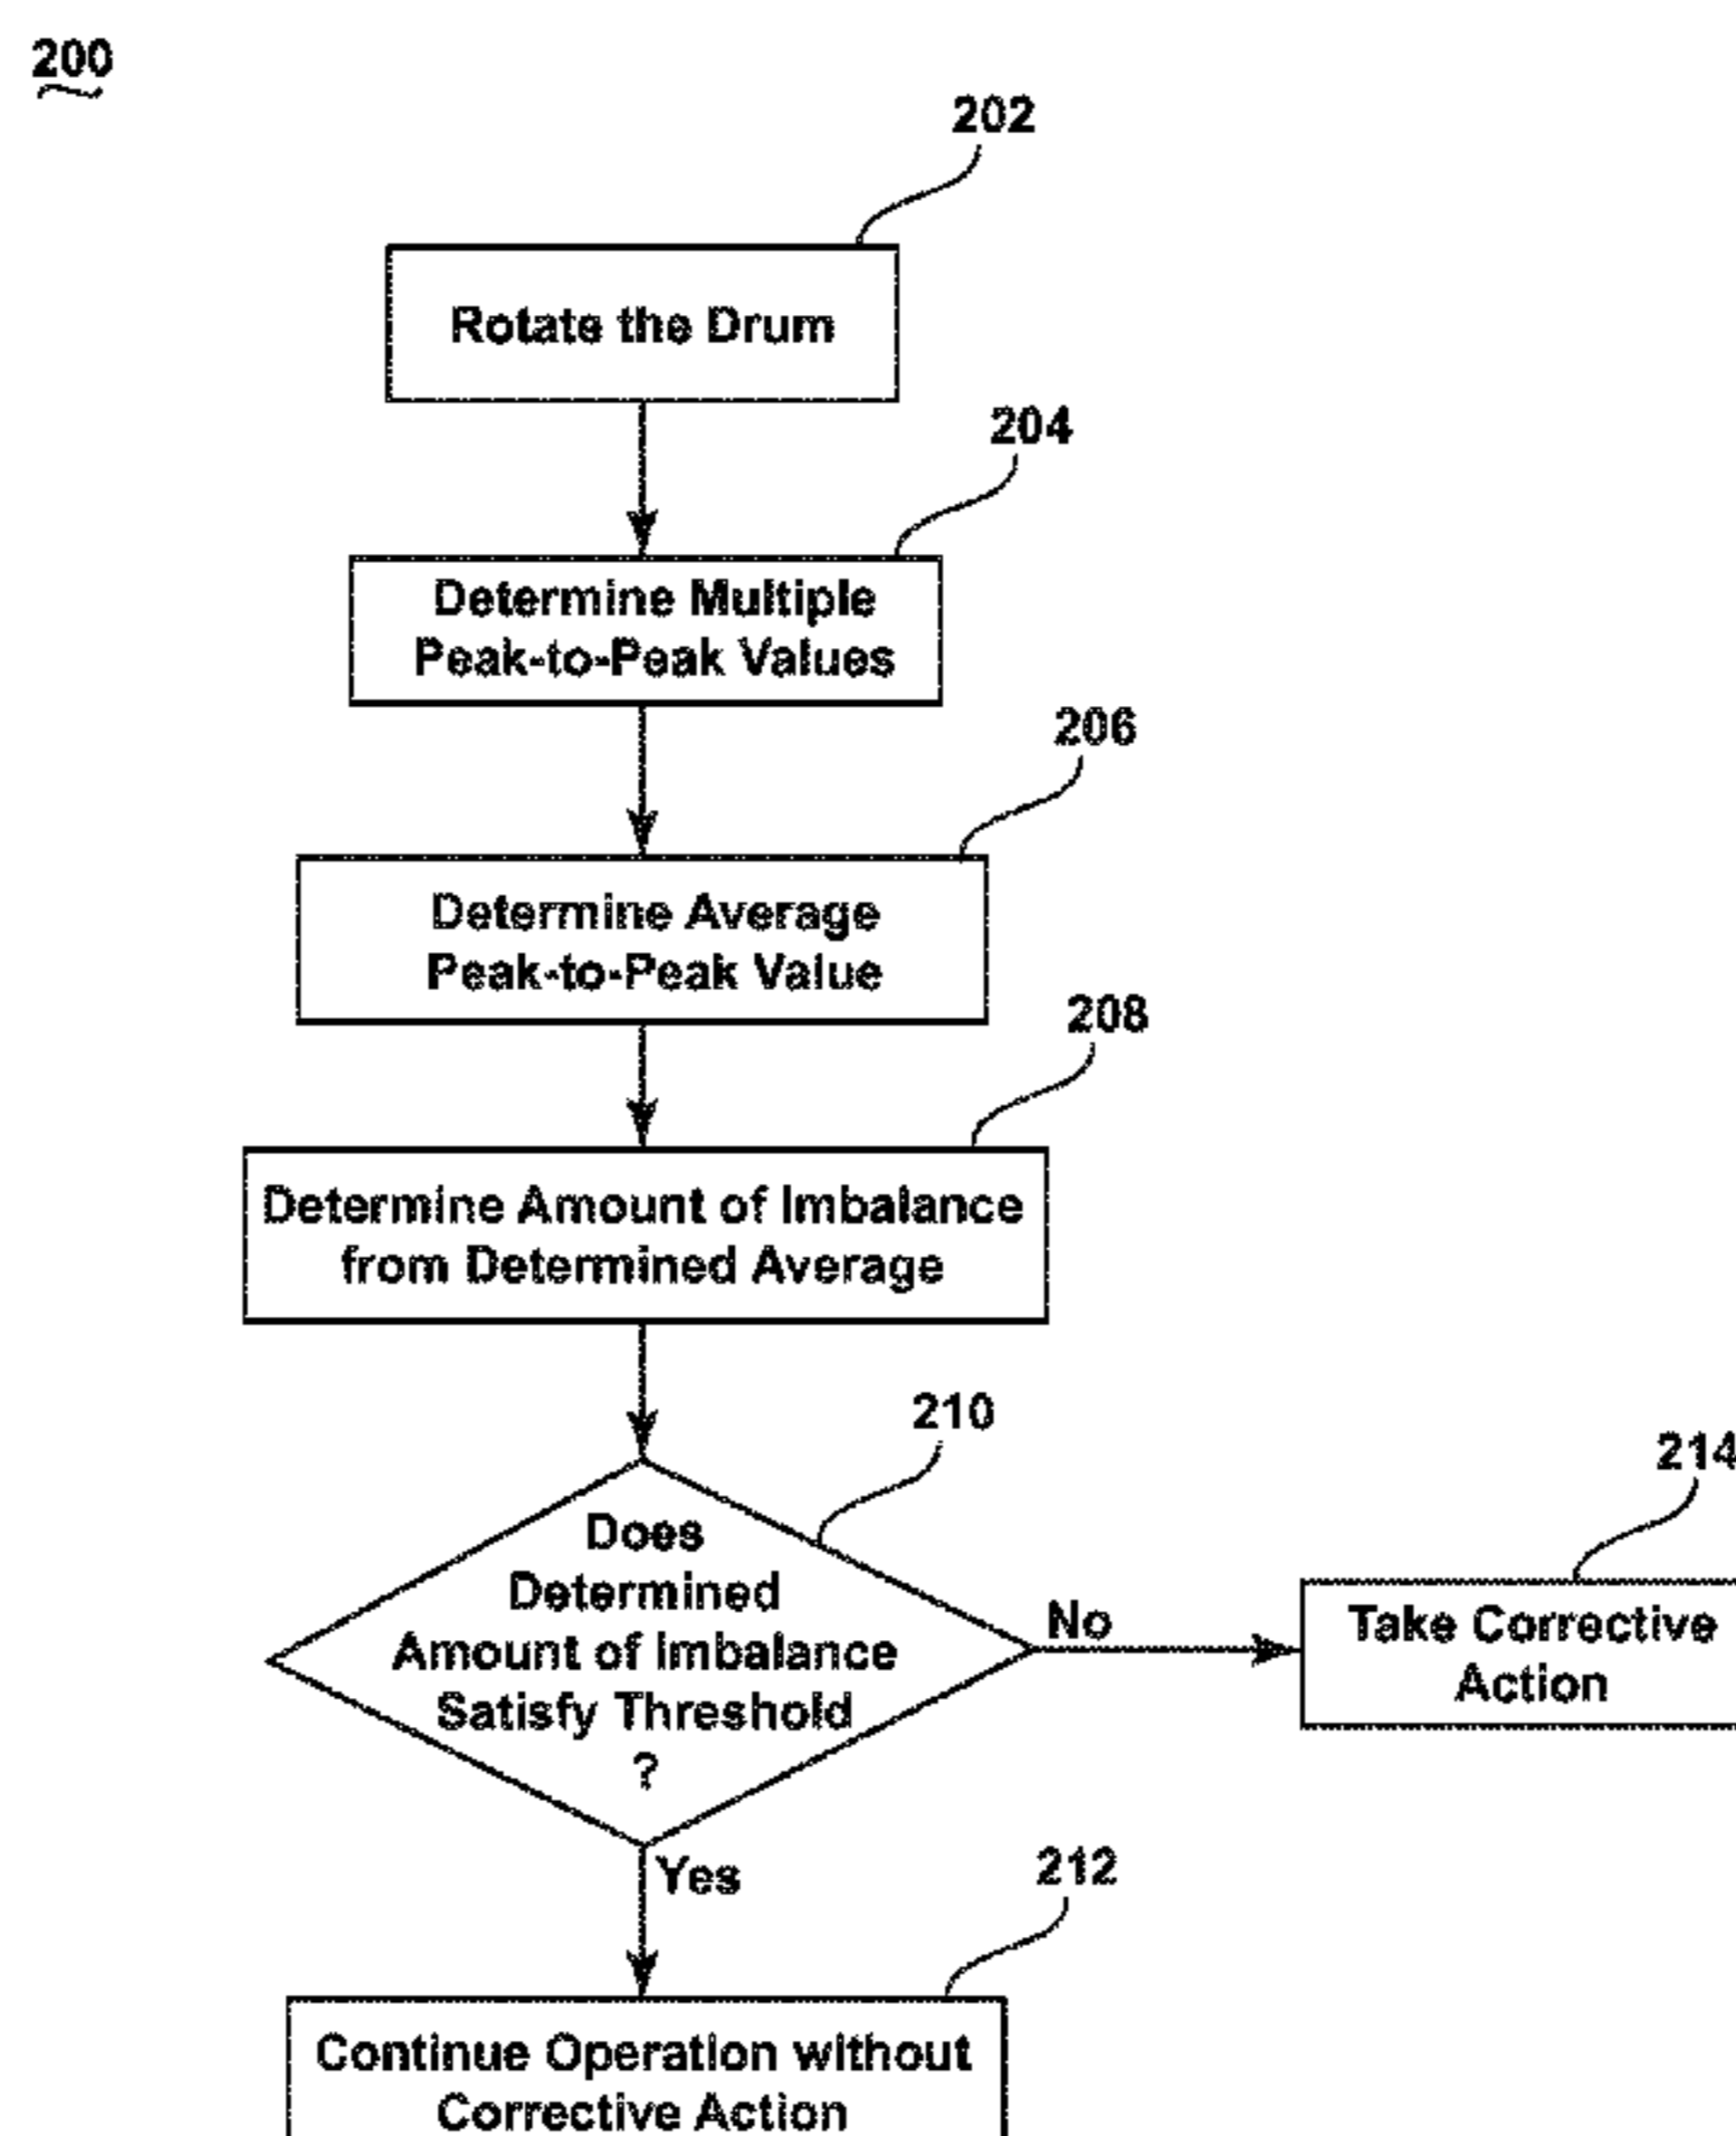 200
202
Rotate the Drum
204
Determine Multiple
Peak-to-Peak Values
206
Determine Average
Peak-to-Peak Value
208
Determine Amount of Imbalance
from Determined Average
210
Does
Determined
Amount of Imbalance
Satisfy Threshold
?
No
214
Take Corrective
Action
Yes
212
Continue Operation without
Corrective Action